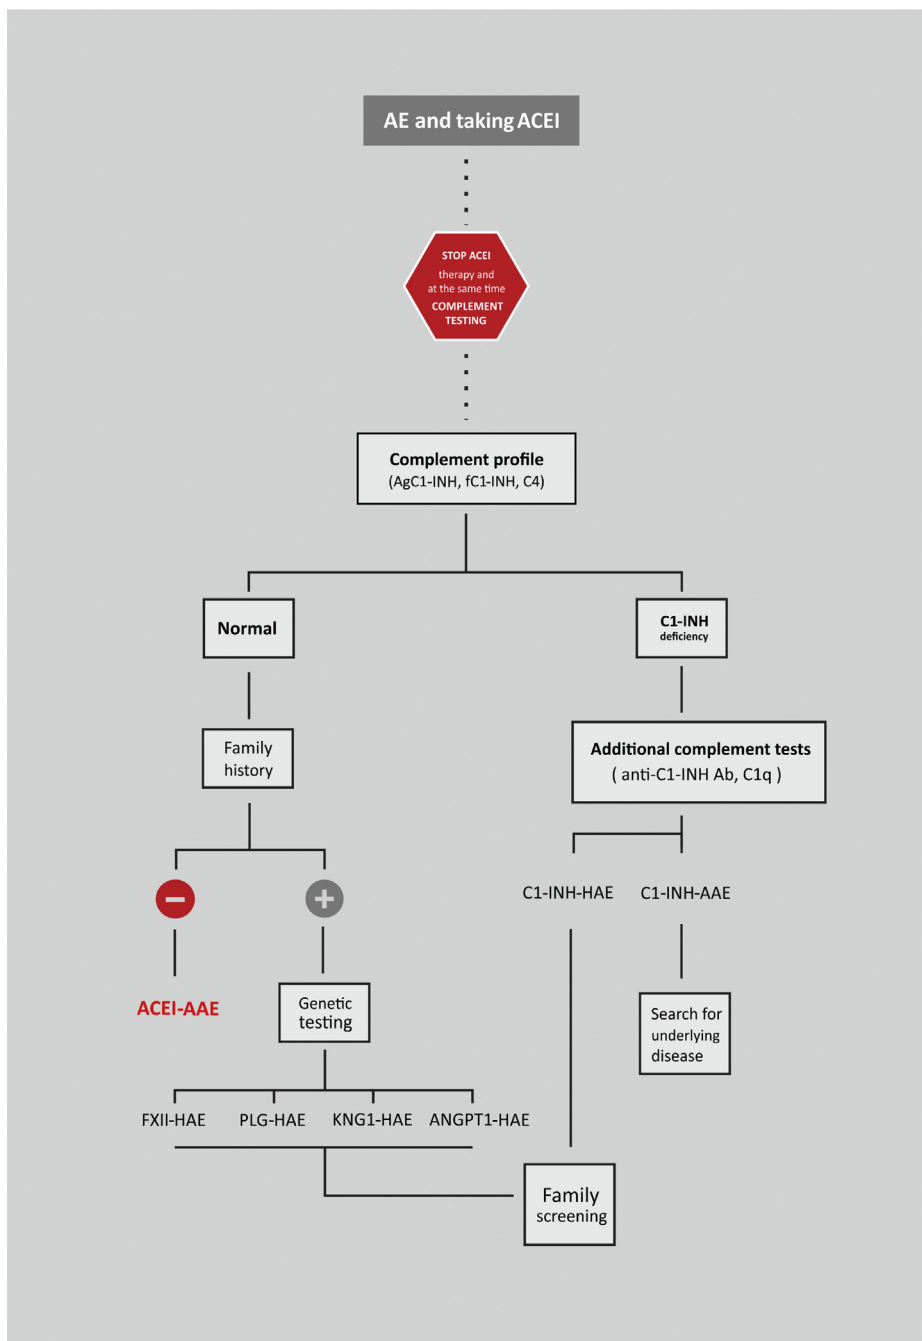 AE and taking ACEI
STOP ACEI
therapy and
at the same time
COMPLEMENT
TESTING
Complement profile
(AgC1-INH, fC1-INH, C4)
Normal
C1-INH
deficiency
Family
history
Additional complement tests
( anti-C1-INH Ab, C1q )
−
+
C1-INH-HAE
C1-INH-AAE
ACEI-AAE
Genetic
testing
Search for
underlying
disease
FXII-HAE
PLG-HAE
KNG1-HAE
ANGPT1-HAE
Family
screening